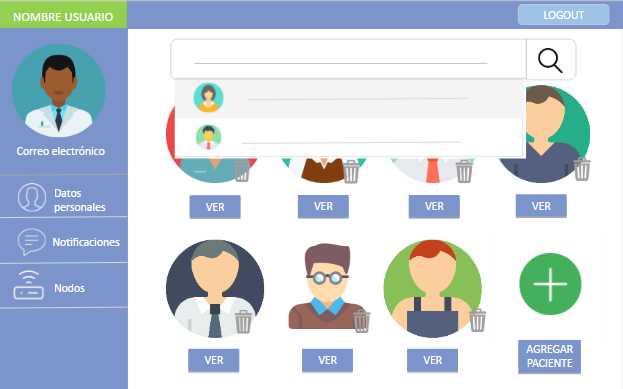 NOMBRE USUARIO
LOGOUT
Correo electrónico
Datos
personales
Notificaciones
Nodos
VER
VER
VER
VER
VER
VER
VER
AGREGAR
PACIENTE